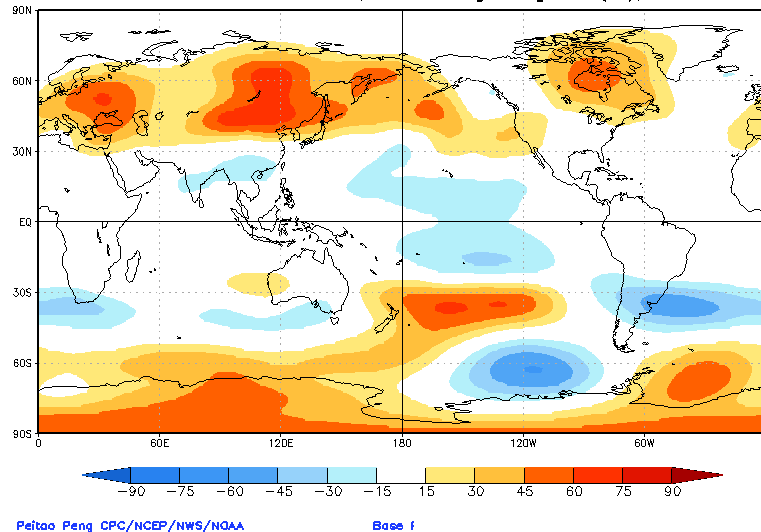 90N
60N
30N
EQ
30S
60S
90S
0 60E 120E 180 120W 60W
-90 -75 -60 -45 -30 -15 15 30 45 60 75 90
Peitao Peng CPC/NCEP/NWS/NOAA Base f